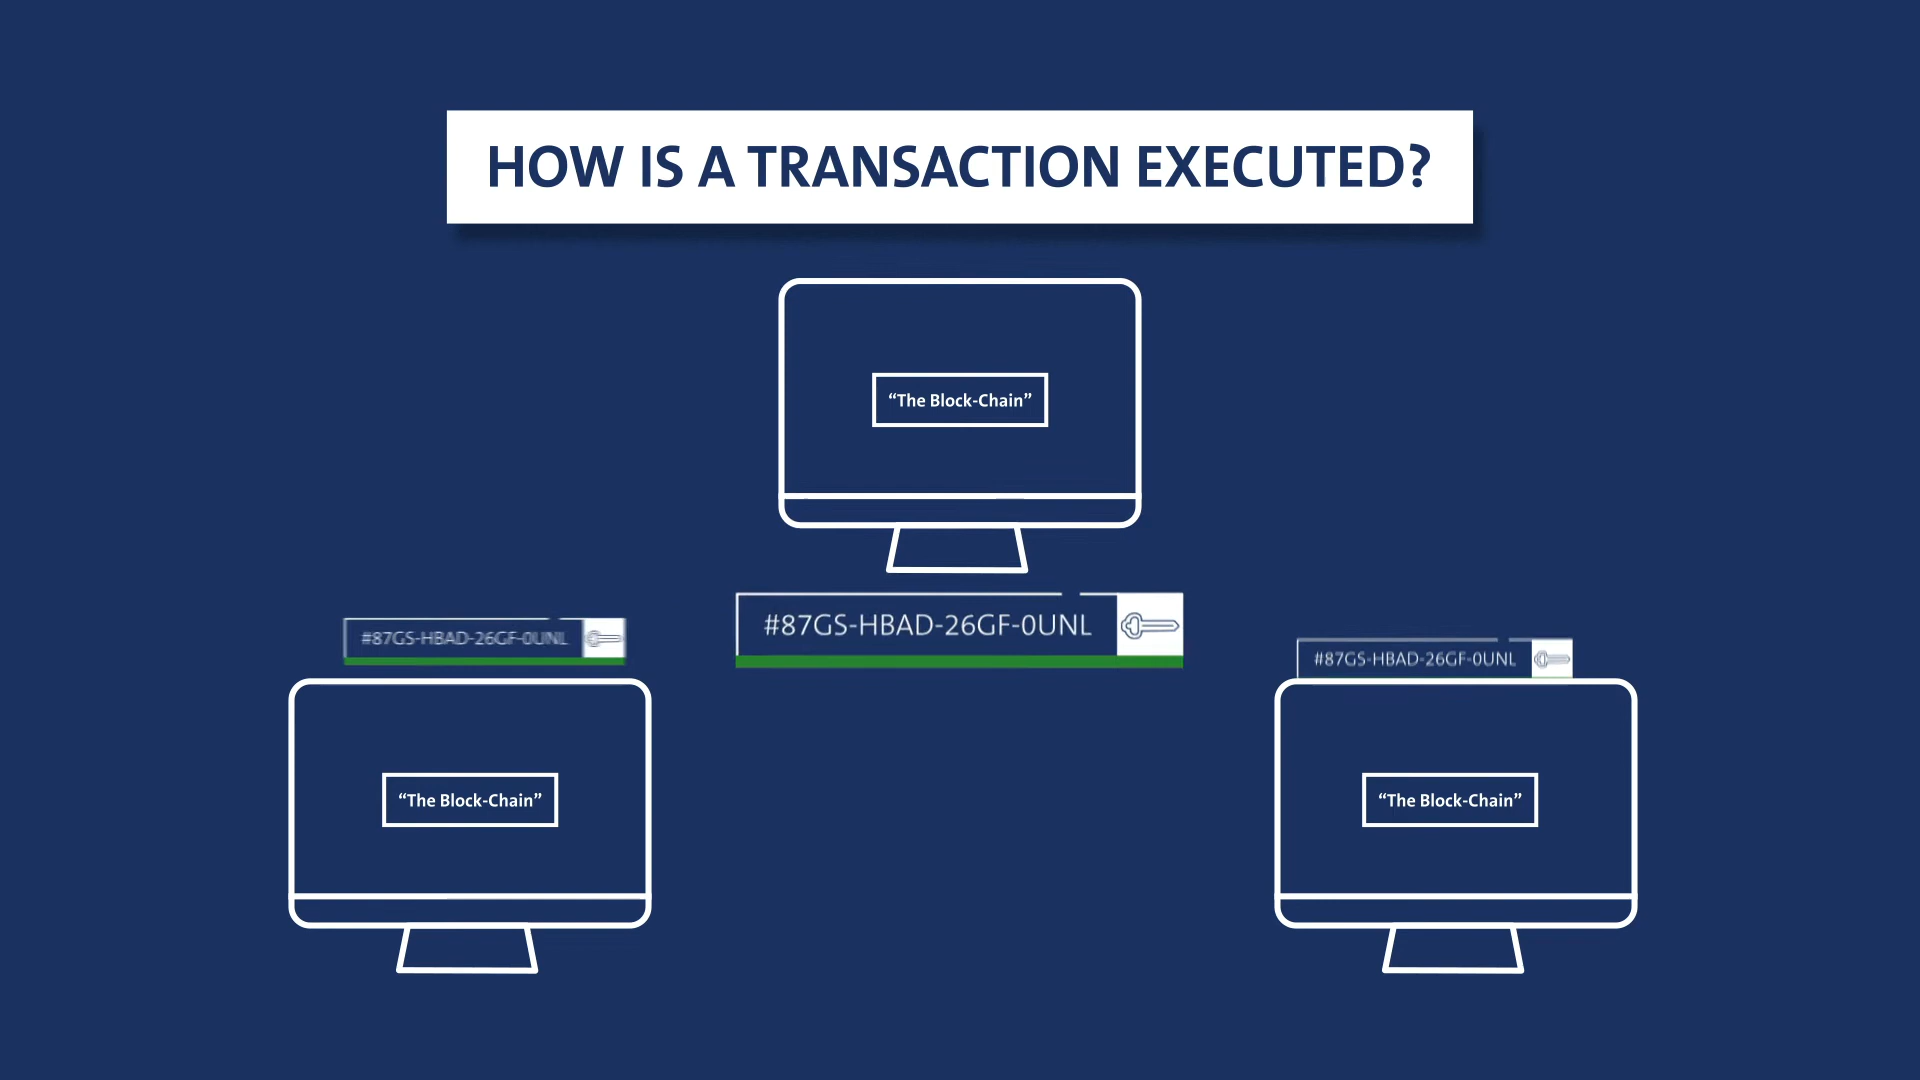 HOW IS A TRANSACTION EXECUTED?
“The Block-Chain”
#87GS-HBAD-26GF-0UNL
#87GS-HBAD-26GF-0UNL
#87GS-HBAD-26GF-0UNL
“The Block-Chain”
“The Block-Chain”